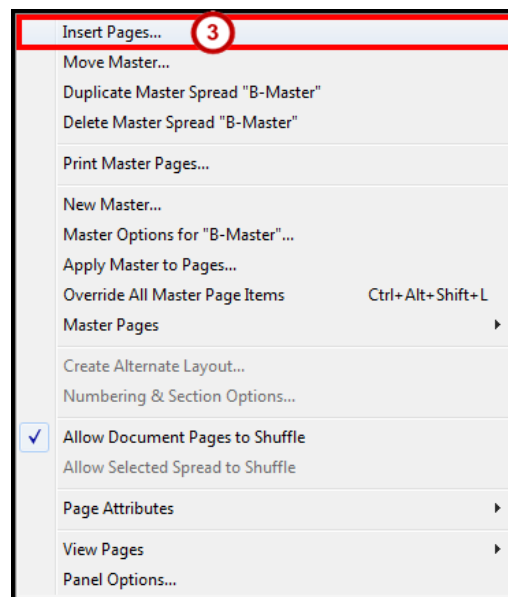 Insert Pages... 3
Move Master...
Duplicate Master Spread "B-Master"
Delete Master Spread "B-Master"
Print Master Pages...
New Master...
Master Options for "B-Master"...
Apply Master to Pages...
Override All Master Page Items Ctrl+Alt+Shift+L
Master Pages
Create Alternate Layout...
Numbering & Section Options...
Allow Document Pages to Shuffle
Allow Selected Spread to Shuffle
Page Attributes
View Pages
Panel Options...